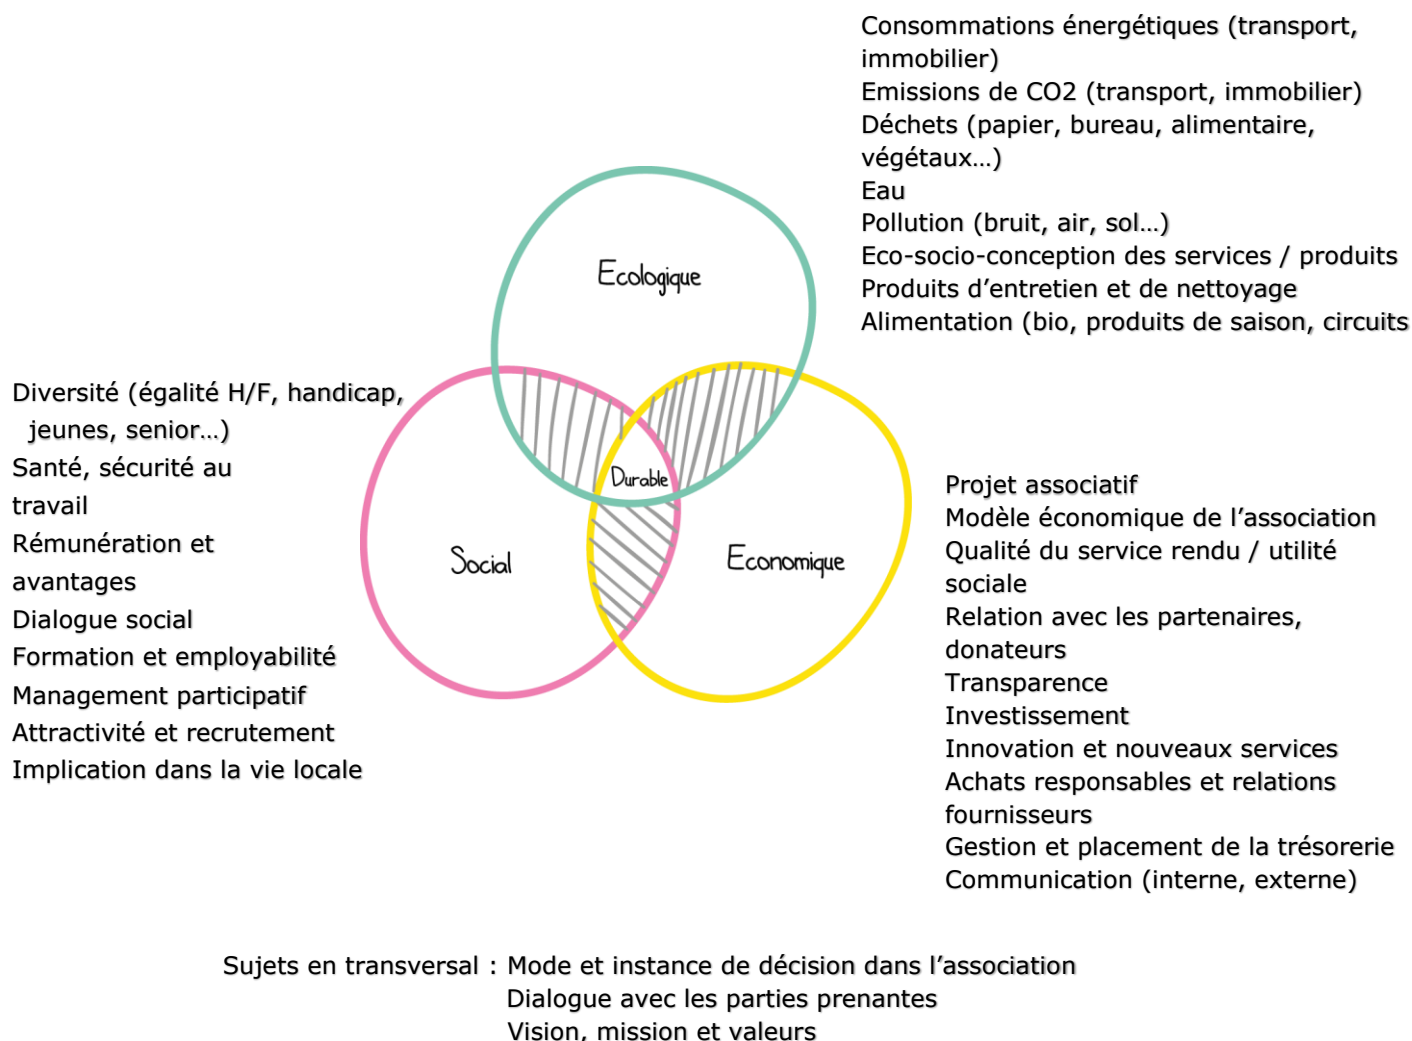 Consommations énergétiques (transport,
immobilier)
Emissions de CO2 (transport, immobilier)
Déchets (papier, bureau, alimentaire,
végétaux…)
Eau
Pollution (bruit, air, sol…)
Eco-socio-conception des services / produits
Produits d’entretien et de nettoyage
Alimentation (bio, produits de saison, circuits
Ecologique
Diversité (égalité H/F, handicap,
jeunes, senior…)
Santé, sécurité au
travail
Rémunération et
avantages
Dialogue social
Formation et employabilité
Management participatif
Attractivité et recrutement
Implication dans la vie locale
Durable
Social
Economique
Projet associatif
Modèle économique de l’association
Qualité du service rendu / utilité
sociale
Relation avec les partenaires,
donateurs
Transparence
Investissement
Innovation et nouveaux services
Achats responsables et relations
fournisseurs
Gestion et placement de la trésorerie
Communication (interne, externe)
Sujets en transversal : Mode et instance de décision dans l’association
Dialogue avec les parties prenantes
Vision, mission et valeurs